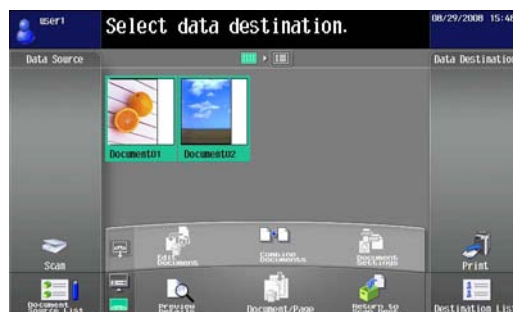 user1
Select data destination.
08/29/2008 15:48
Data Source
Data Destination
Document01
Document02
Edit
Documents
Combine
Documents
Document
Settings
Scan
Print
Document
Source List
Preview
Details
Document/Page
Return to
Destination List